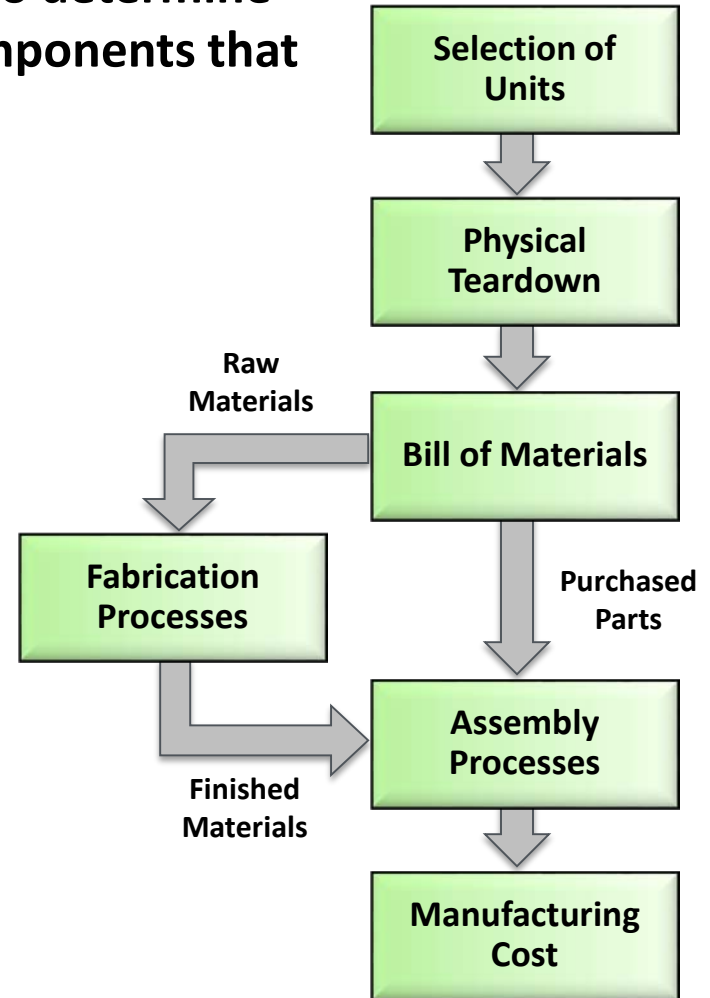 o determine
mponents that
Selection of
Units
Physical
Teardown
Raw
Materials
Bill of Materials
Fabrication
Processes
Purchased
Parts
Assembly
Processes
Finished
Materials
Manufacturing
Cost